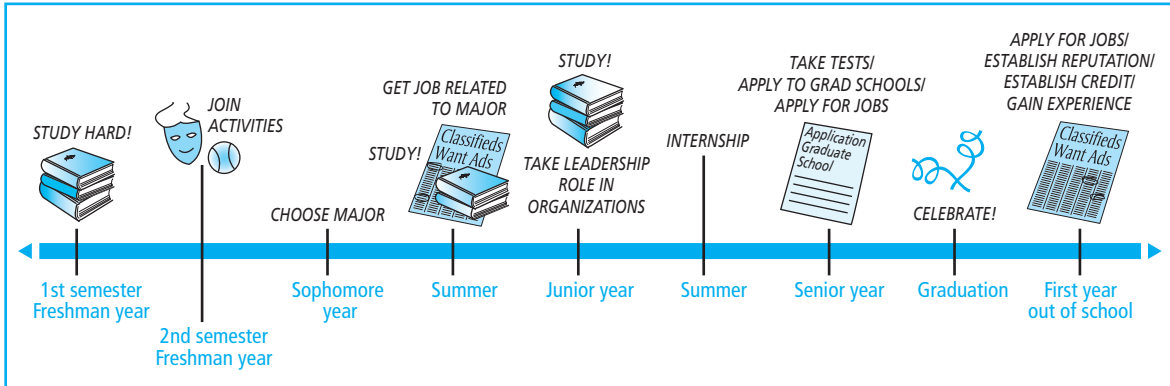 STUDY HARD!
1st semester
Freshman year
JOIN
ACTIVITIES
2nd semester
Freshman year
CHOOSE MAJOR
Sophomore
year
GET JOB RELATED
TO MAJOR
STUDY!
Classifieds
Want Ads
Summer
STUDY!
TAKE LEADERSHIP
ROLE IN
ORGANIZATIONS
Junior year
INTERNSHIP
Summer
TAKE TESTS/
APPLY TO GRAD SCHOOLS/
APPLY FOR JOBS
Application
Graduate
School
Senior year
CELEBRATE!
Graduation
APPLY FOR JOBS/
ESTABLISH REPUTATION/
ESTABLISH CREDIT/
GAIN EXPERIENCE
Classifieds
Want Ads
First year
out of school